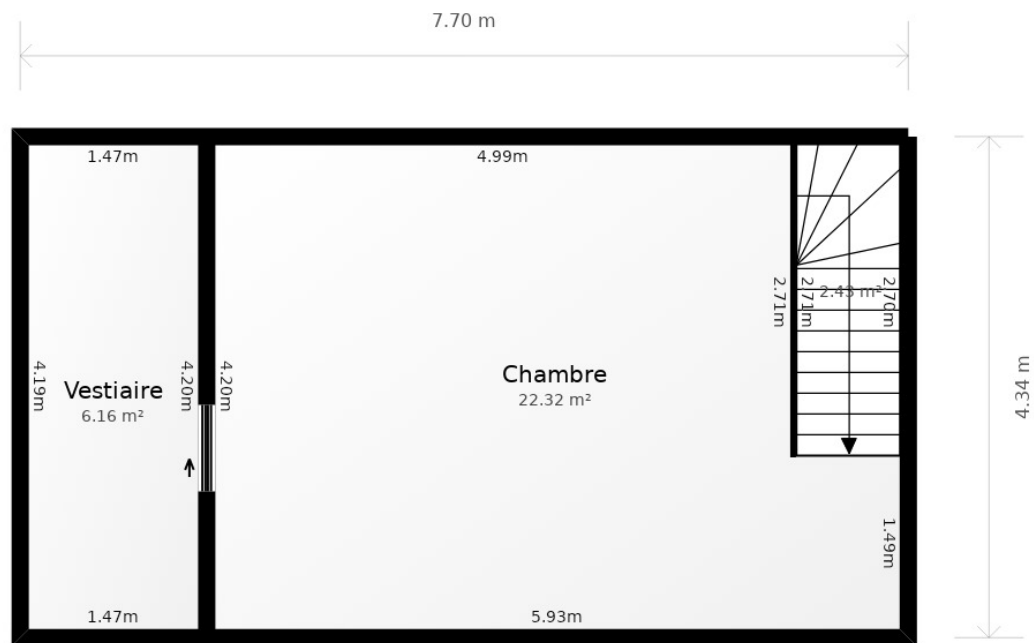 7.70 m
1.47m
4.99m
2.71m
2.71m
2.43 m²
2.70m
4.19m
Vestiaire
6.16 m²
4.20m
4.20m
Chambre
22.32 m²
4.34 m
1.49m
1.47m
5.93m